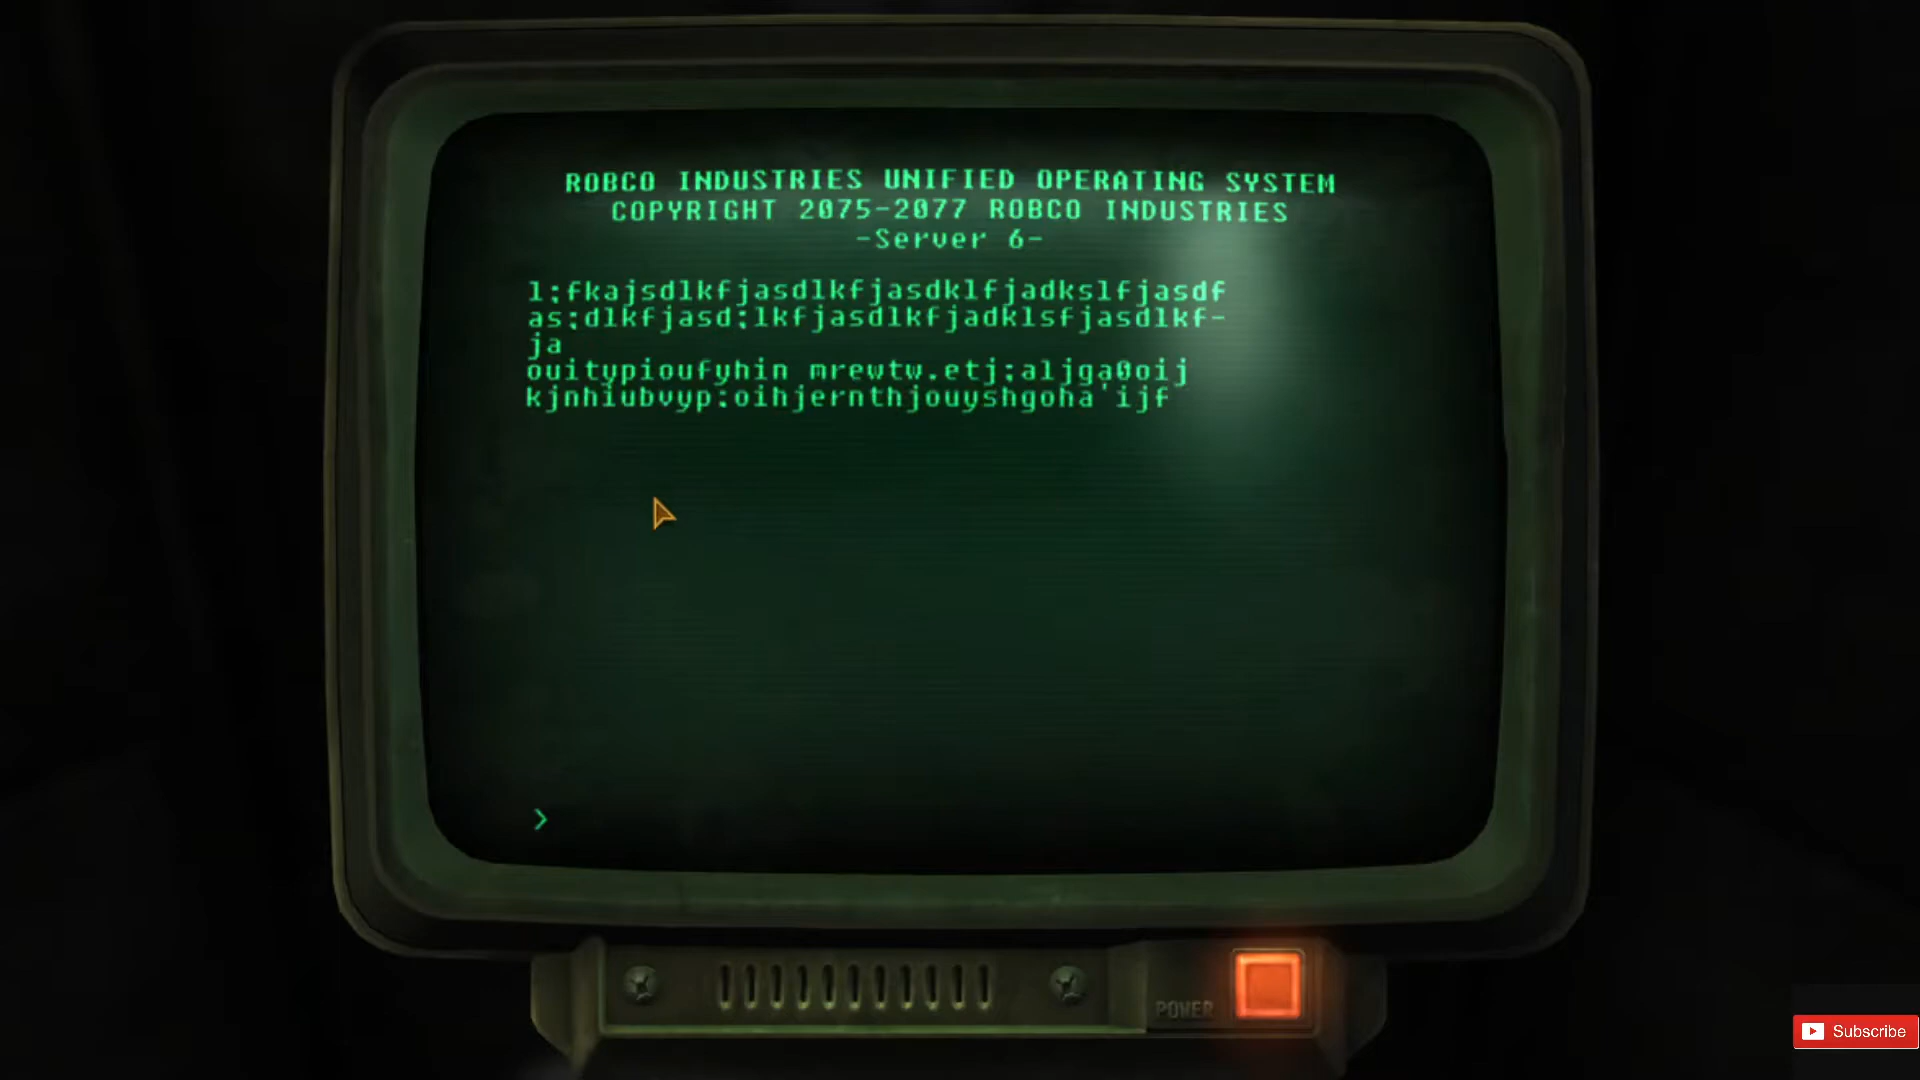 ROBCO INDUSTRIES UNIFIED OPERATING SYSTEM
COPYRIGHT 2075-2077 ROBCO INDUSTRIES
-Server 6-
l;fkajsdlkfjasdlkfjasdklfjadkslfjasdf
as;dlkfjasd;lkfjasdlkfjadklsfjasdlkf-
ja
ouitypioufyhin mrewtw.etj;aljga0oij
kjnhiubvyp;oihjernthjouyshgoha'ijf
>
POWER
Subscribe